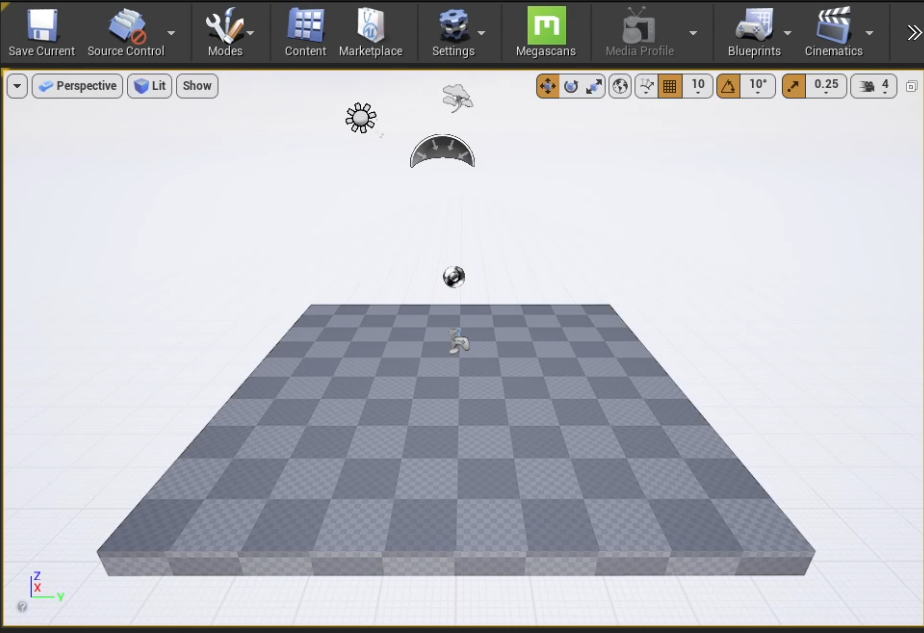 Save Current Source Control Modes Content Marketplace Settings Megascans Media Profile Blueprints Cinematics
Perspective Lit Show 10 10° 0.25 4
Z
X
Y
?